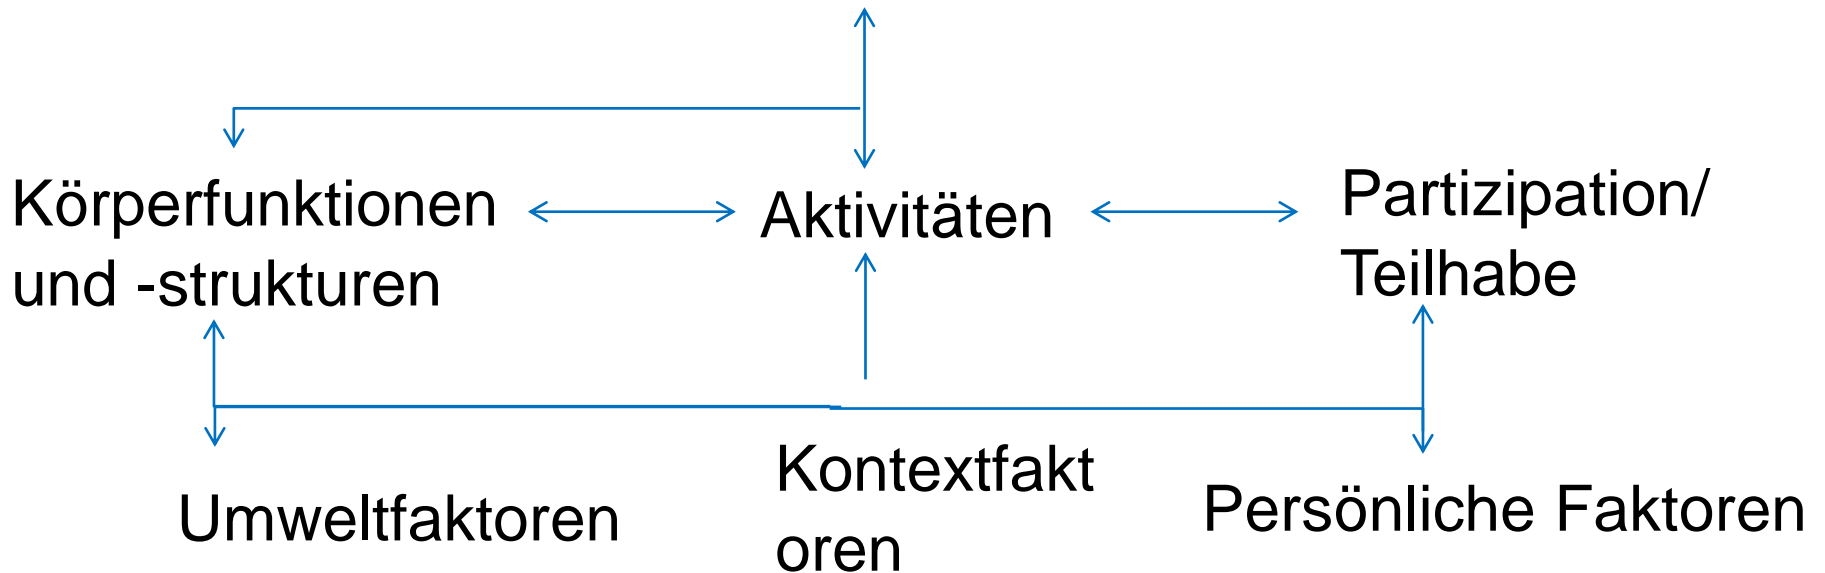 Körperfunktionen
und -strukturen
Aktivitäten
Partizipation/
Teilhabe
Umweltfaktoren
Kontextfakt
oren
Persönliche Faktoren